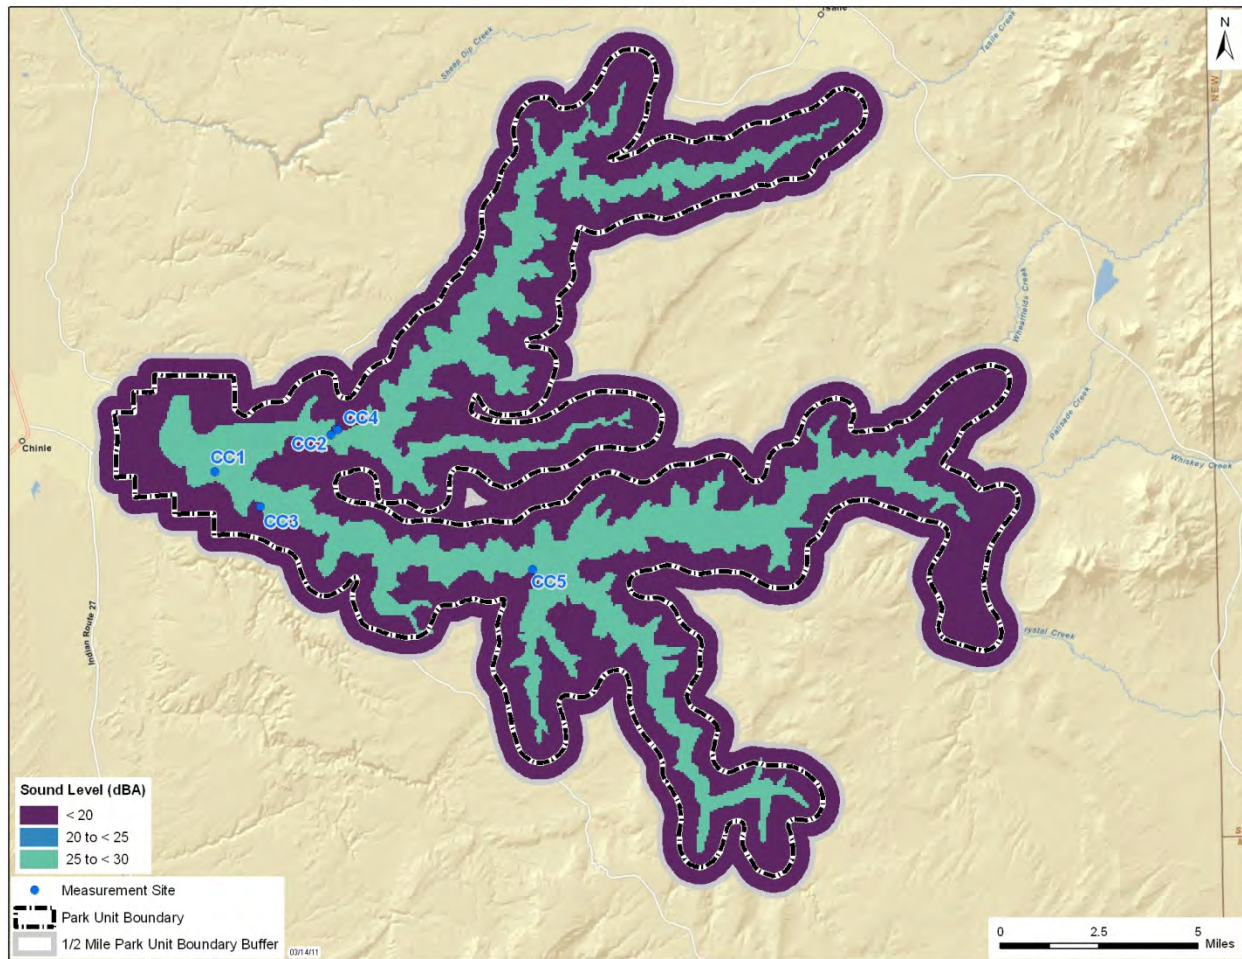 Tsaile
N
Sheep Dip Creek
Tsaile Creek
NEW
Wheatfields Creek
Palisade Creek
Whiskey Creek
Chinle
CC4
CC2
CC1
CC3
CC5
Indian Route 27
rystal Creek
Sound Level (dBA)
< 20
20 to < 25
25 to < 30
Measurement Site
Park Unit Boundary
1/2 Mile Park Unit Boundary Buffer
03/14/11
0 2.5 5
Miles